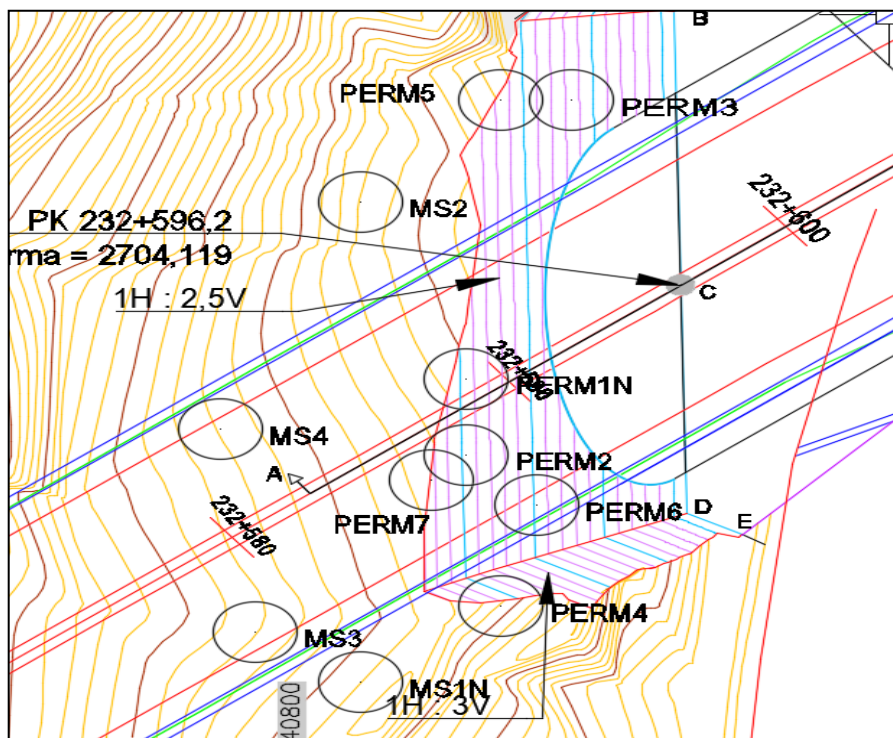 B
PERM5
PERM3
MS2
232+600
PK 232+596,2
rma = 2704,119
1H : 2,5V
C
PERM1N
MS4
A
PERM2
232+580
PERM7
PERM6
D
E
PERM4
MS3
MS1N
1H : 3V
40800